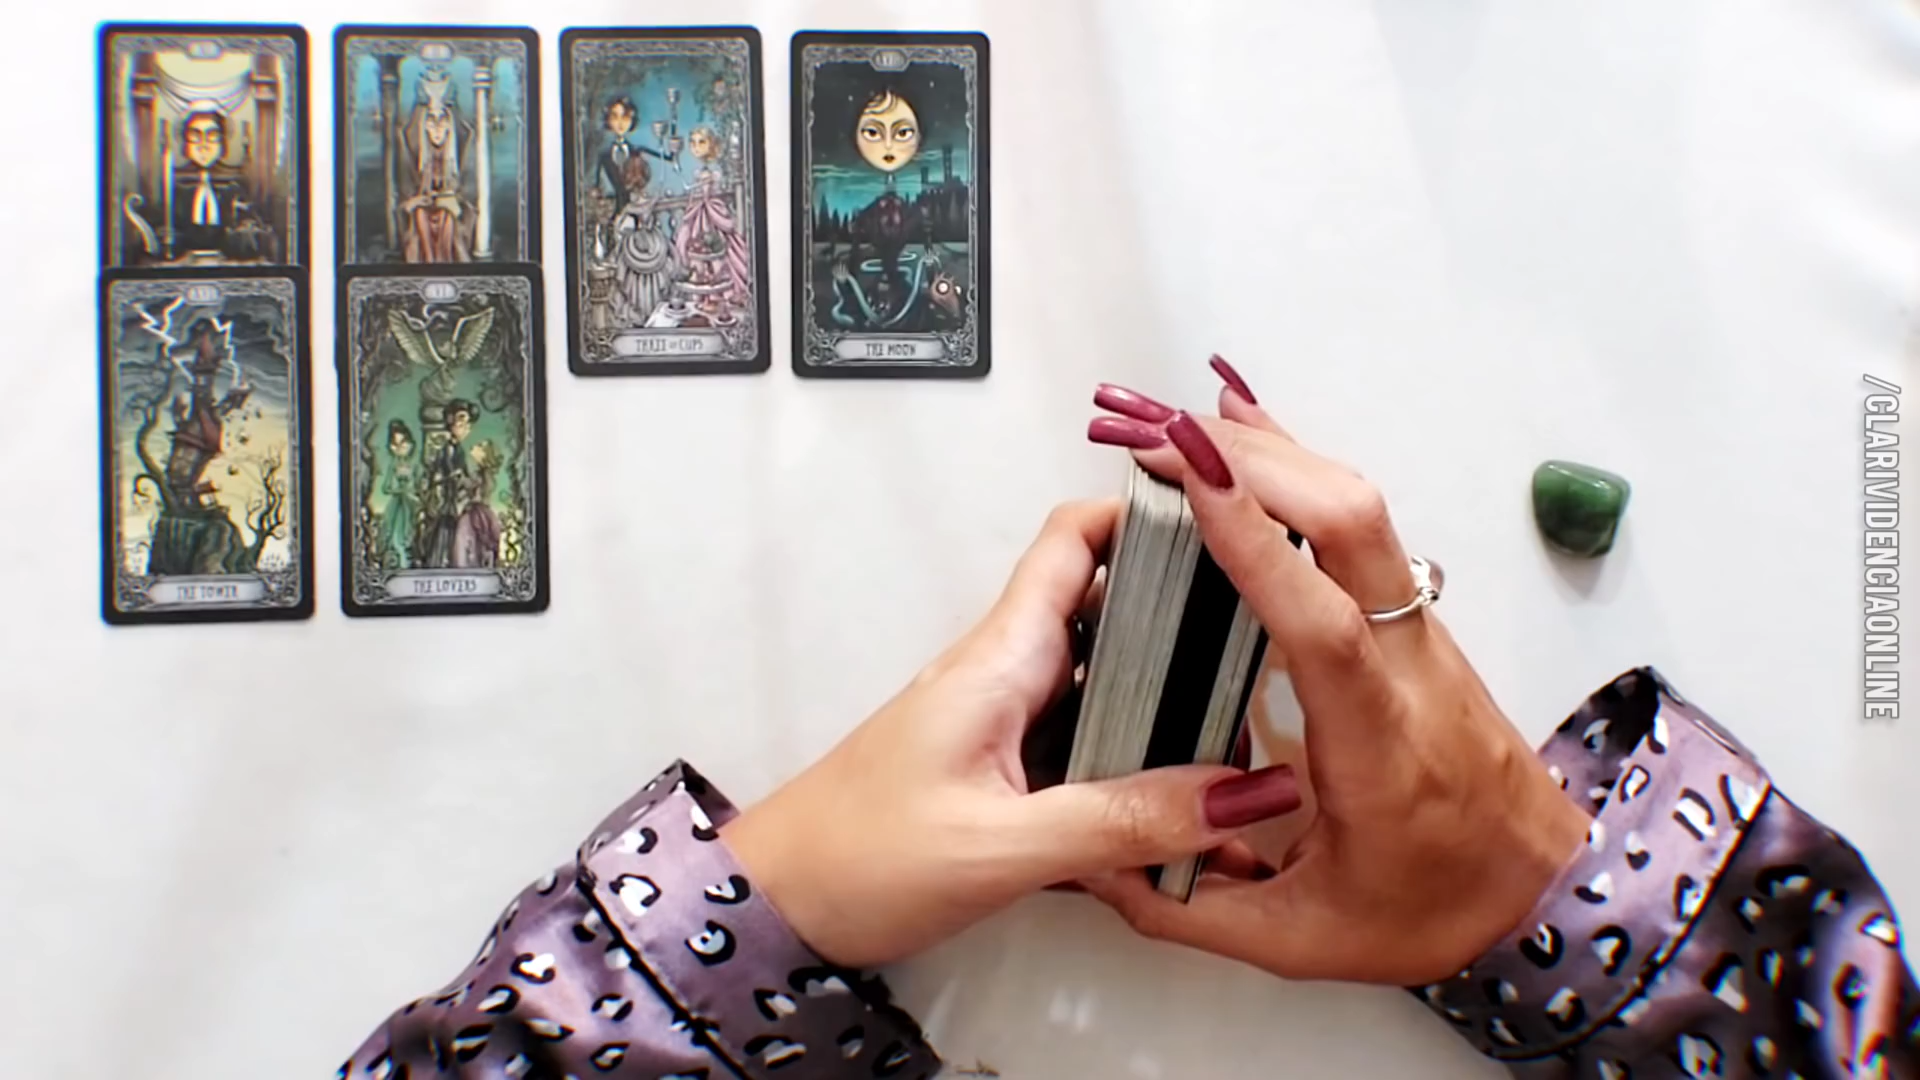 THREE OF CUPS
THE MOON
THE TOWER
THE LOVERS
/CLARIVIDENCIAONLINE